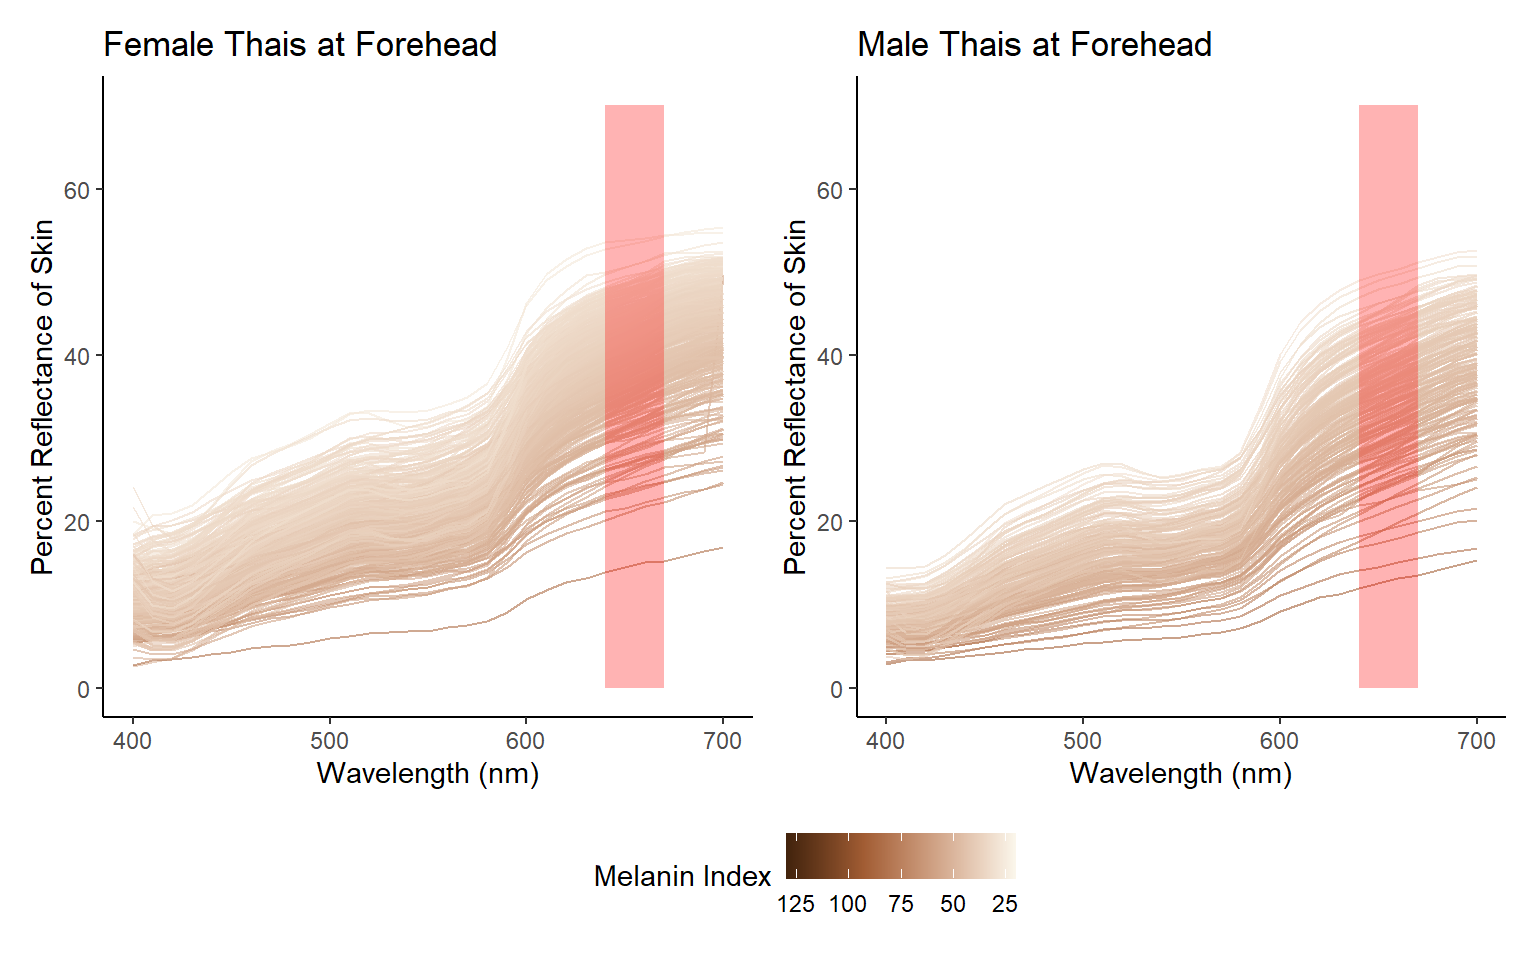 Female Thais at Forehead
Male Thais at Forehead
Percent Reflectance of Skin
60
40
20
0
400 500 600 700
Wavelength (nm)
Percent Reflectance of Skin
60
40
20
0
400 500 600 700
Wavelength (nm)
Melanin Index
125 100 75 50 25